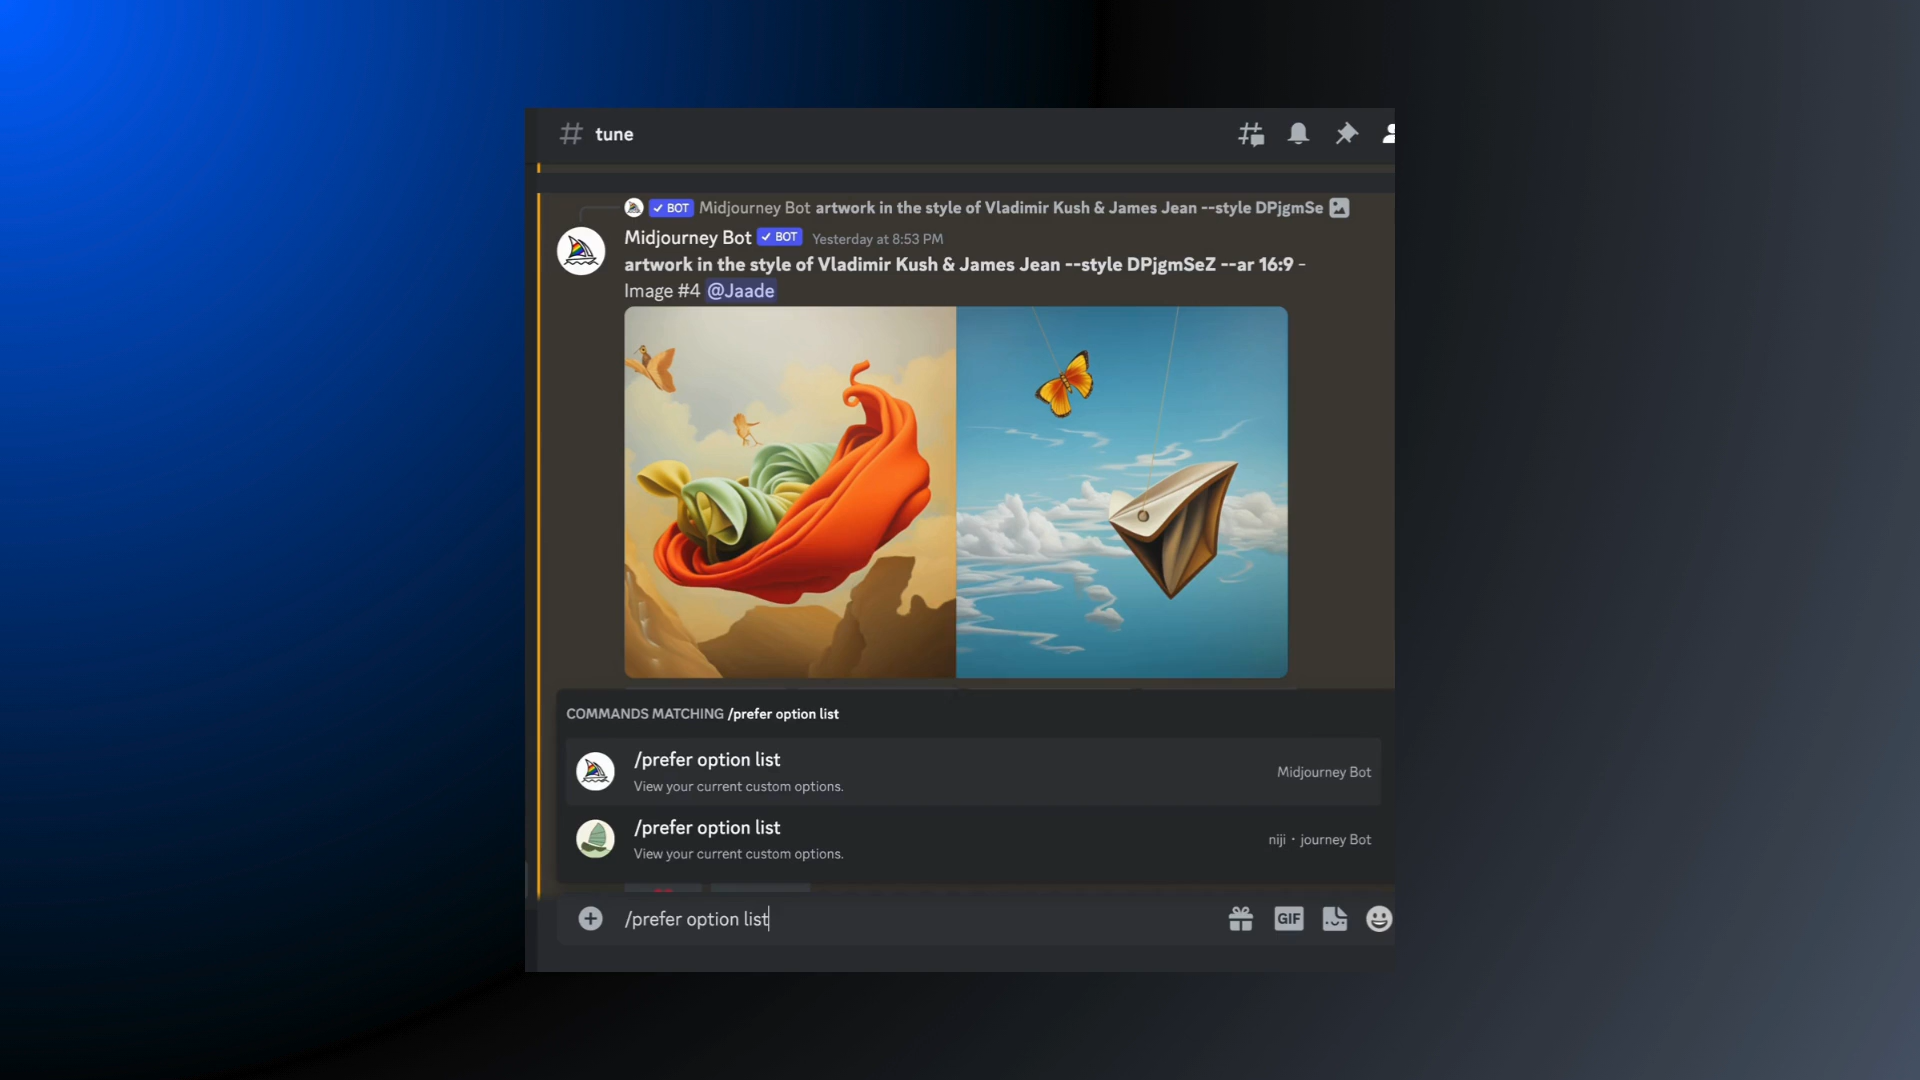 # tune
BOT Midjourney Bot artwork in the style of Vladimir Kush & James Jean --style DPjgmSe
Midjourney Bot BOT Yesterday at 8:53 PM
artwork in the style of Vladimir Kush & James Jean --style DPjgmSeZ --ar 16:9 -
Image #4 @Jaade
COMMANDS MATCHING /prefer option list
/prefer option list
View your current custom options.
Midjourney Bot
/prefer option list
View your current custom options.
niji · journey Bot
/prefer option list
GIF